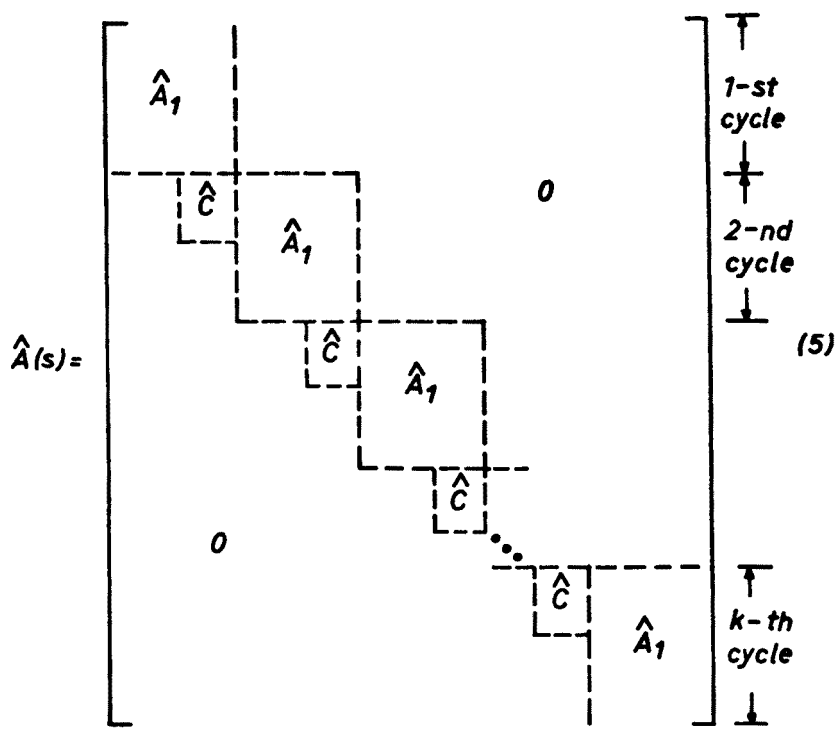 Â₁
1-st
cycle
Ĉ
Â₁
0
2-nd
cycle
Â(s)=
Ĉ
Â₁
(5)
Ĉ
0
Ĉ
Â₁
k-th
cycle